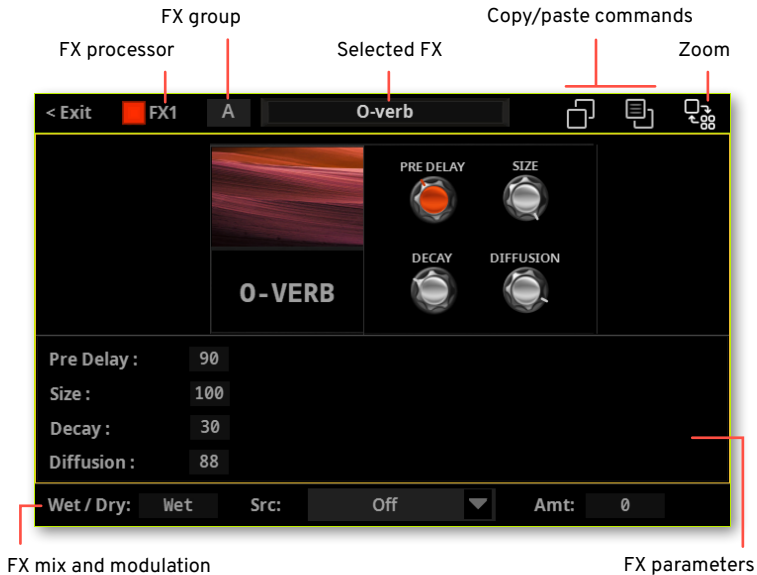 FX group
Copy/paste commands
FX processor
Selected FX
Zoom
< Exit
FX1
A
O-verb
PRE DELAY
SIZE
DECAY
DIFFUSION
O-VERB
Pre Delay : 90
Size : 100
Decay : 30
Diffusion : 88
Wet / Dry: Wet Src: Off Amt: 0
FX mix and modulation
FX parameters